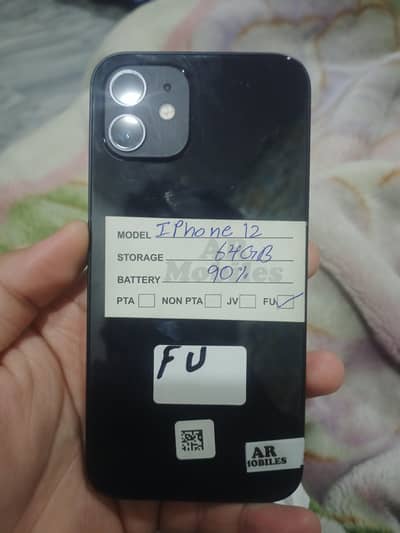 MODEL IPhone 12
STORAGE 64GB
AR
Mobiles
BATTERY 90%
PTA NON PTA JV FU ✓
FU
AR
MOBILES